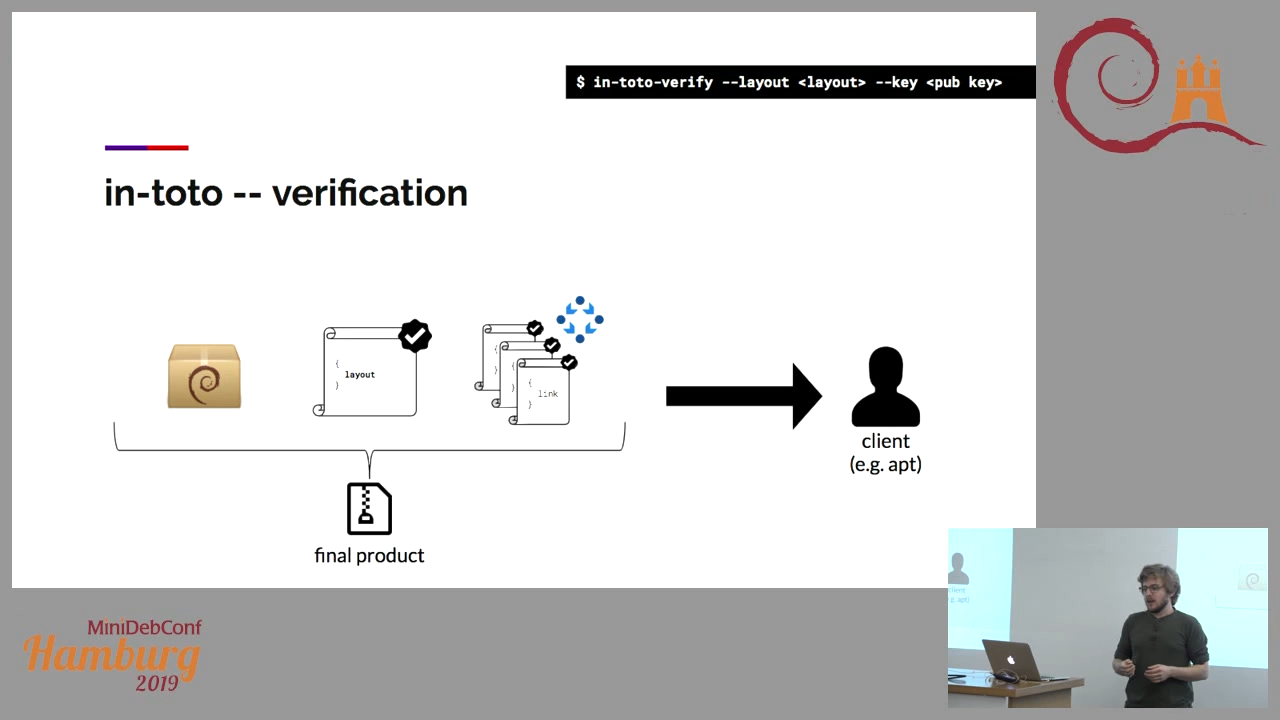 $ in-toto-verify --layout <layout> --key <pub key>
in-toto -- verification
{
layout
}
{
link
}
client
(e.g. apt)
final product
MiniDebConf
Hamburg
2019